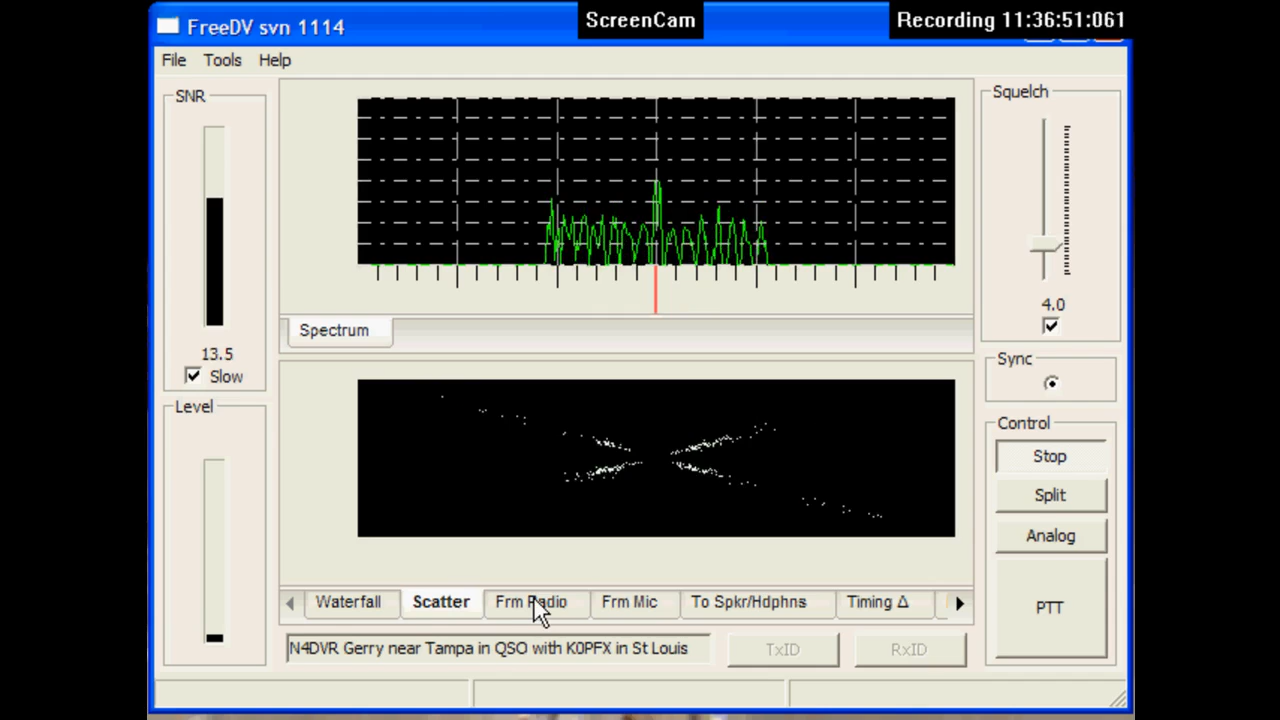 ScreenCam
Recording 11:36:51:061
FreeDV svn 1114
File Tools Help
SNR
13.5
Slow
Level
Spectrum
Waterfall Scatter Frm Radio Frm Mic To Spkr/Hdphns Timing Δ
N4DVR Gerry near Tampa in QSO with K0PFX in St Louis
TxID RxID
Squelch
4.0
Sync
Control
Stop
Split
Analog
PTT